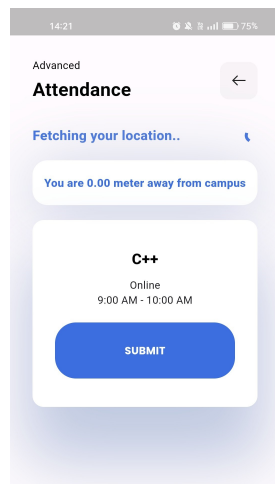 14:21 75%
Advanced
Attendance
Fetching your location..
You are 0.00 meter away from campus
C++
Online
9:00 AM - 10:00 AM
SUBMIT